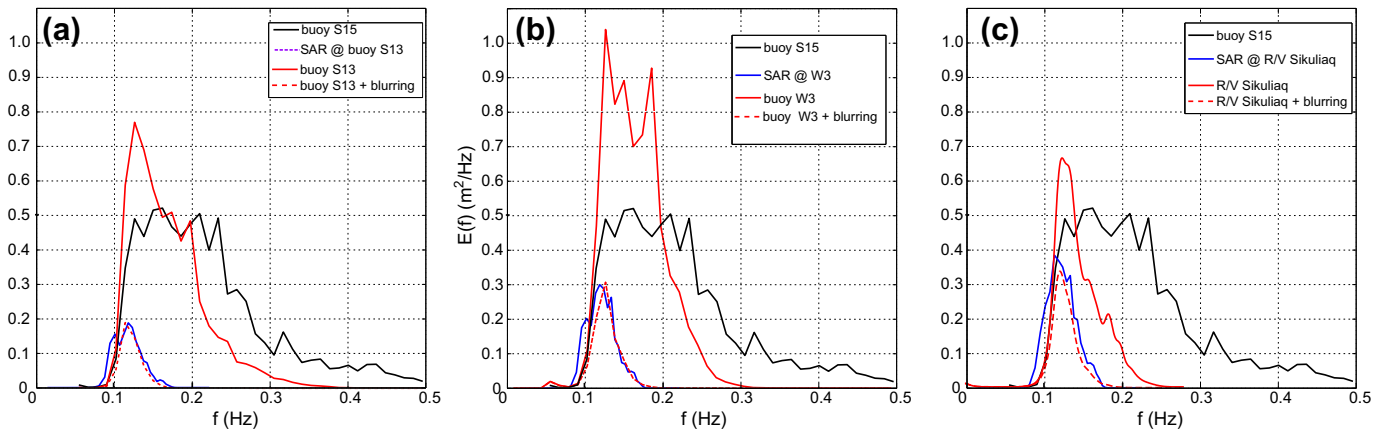 (a)
buoy S15
SAR @ buoy S13
buoy S13
buoy S13 + blurring
1.0
0.9
0.8
0.7
0.6
0.5
0.4
0.3
0.2
0.1
0
0 0.1 0.2 0.3 0.4 0.5
f (Hz)
(b)
buoy S15
SAR @ W3
buoy W3
buoy W3 + blurring
E(f) (m²/Hz)
1.0
0.9
0.8
0.7
0.6
0.5
0.4
0.3
0.2
0.1
0
0 0.1 0.2 0.3 0.4 0.5
f (Hz)
(c)
buoy S15
SAR @ R/V Sikuliaq
R/V Sikuliaq
R/V Sikuliaq + blurring
1.0
0.9
0.8
0.7
0.6
0.5
0.4
0.3
0.2
0.1
0
0 0.1 0.2 0.3 0.4 0.5
f (Hz)